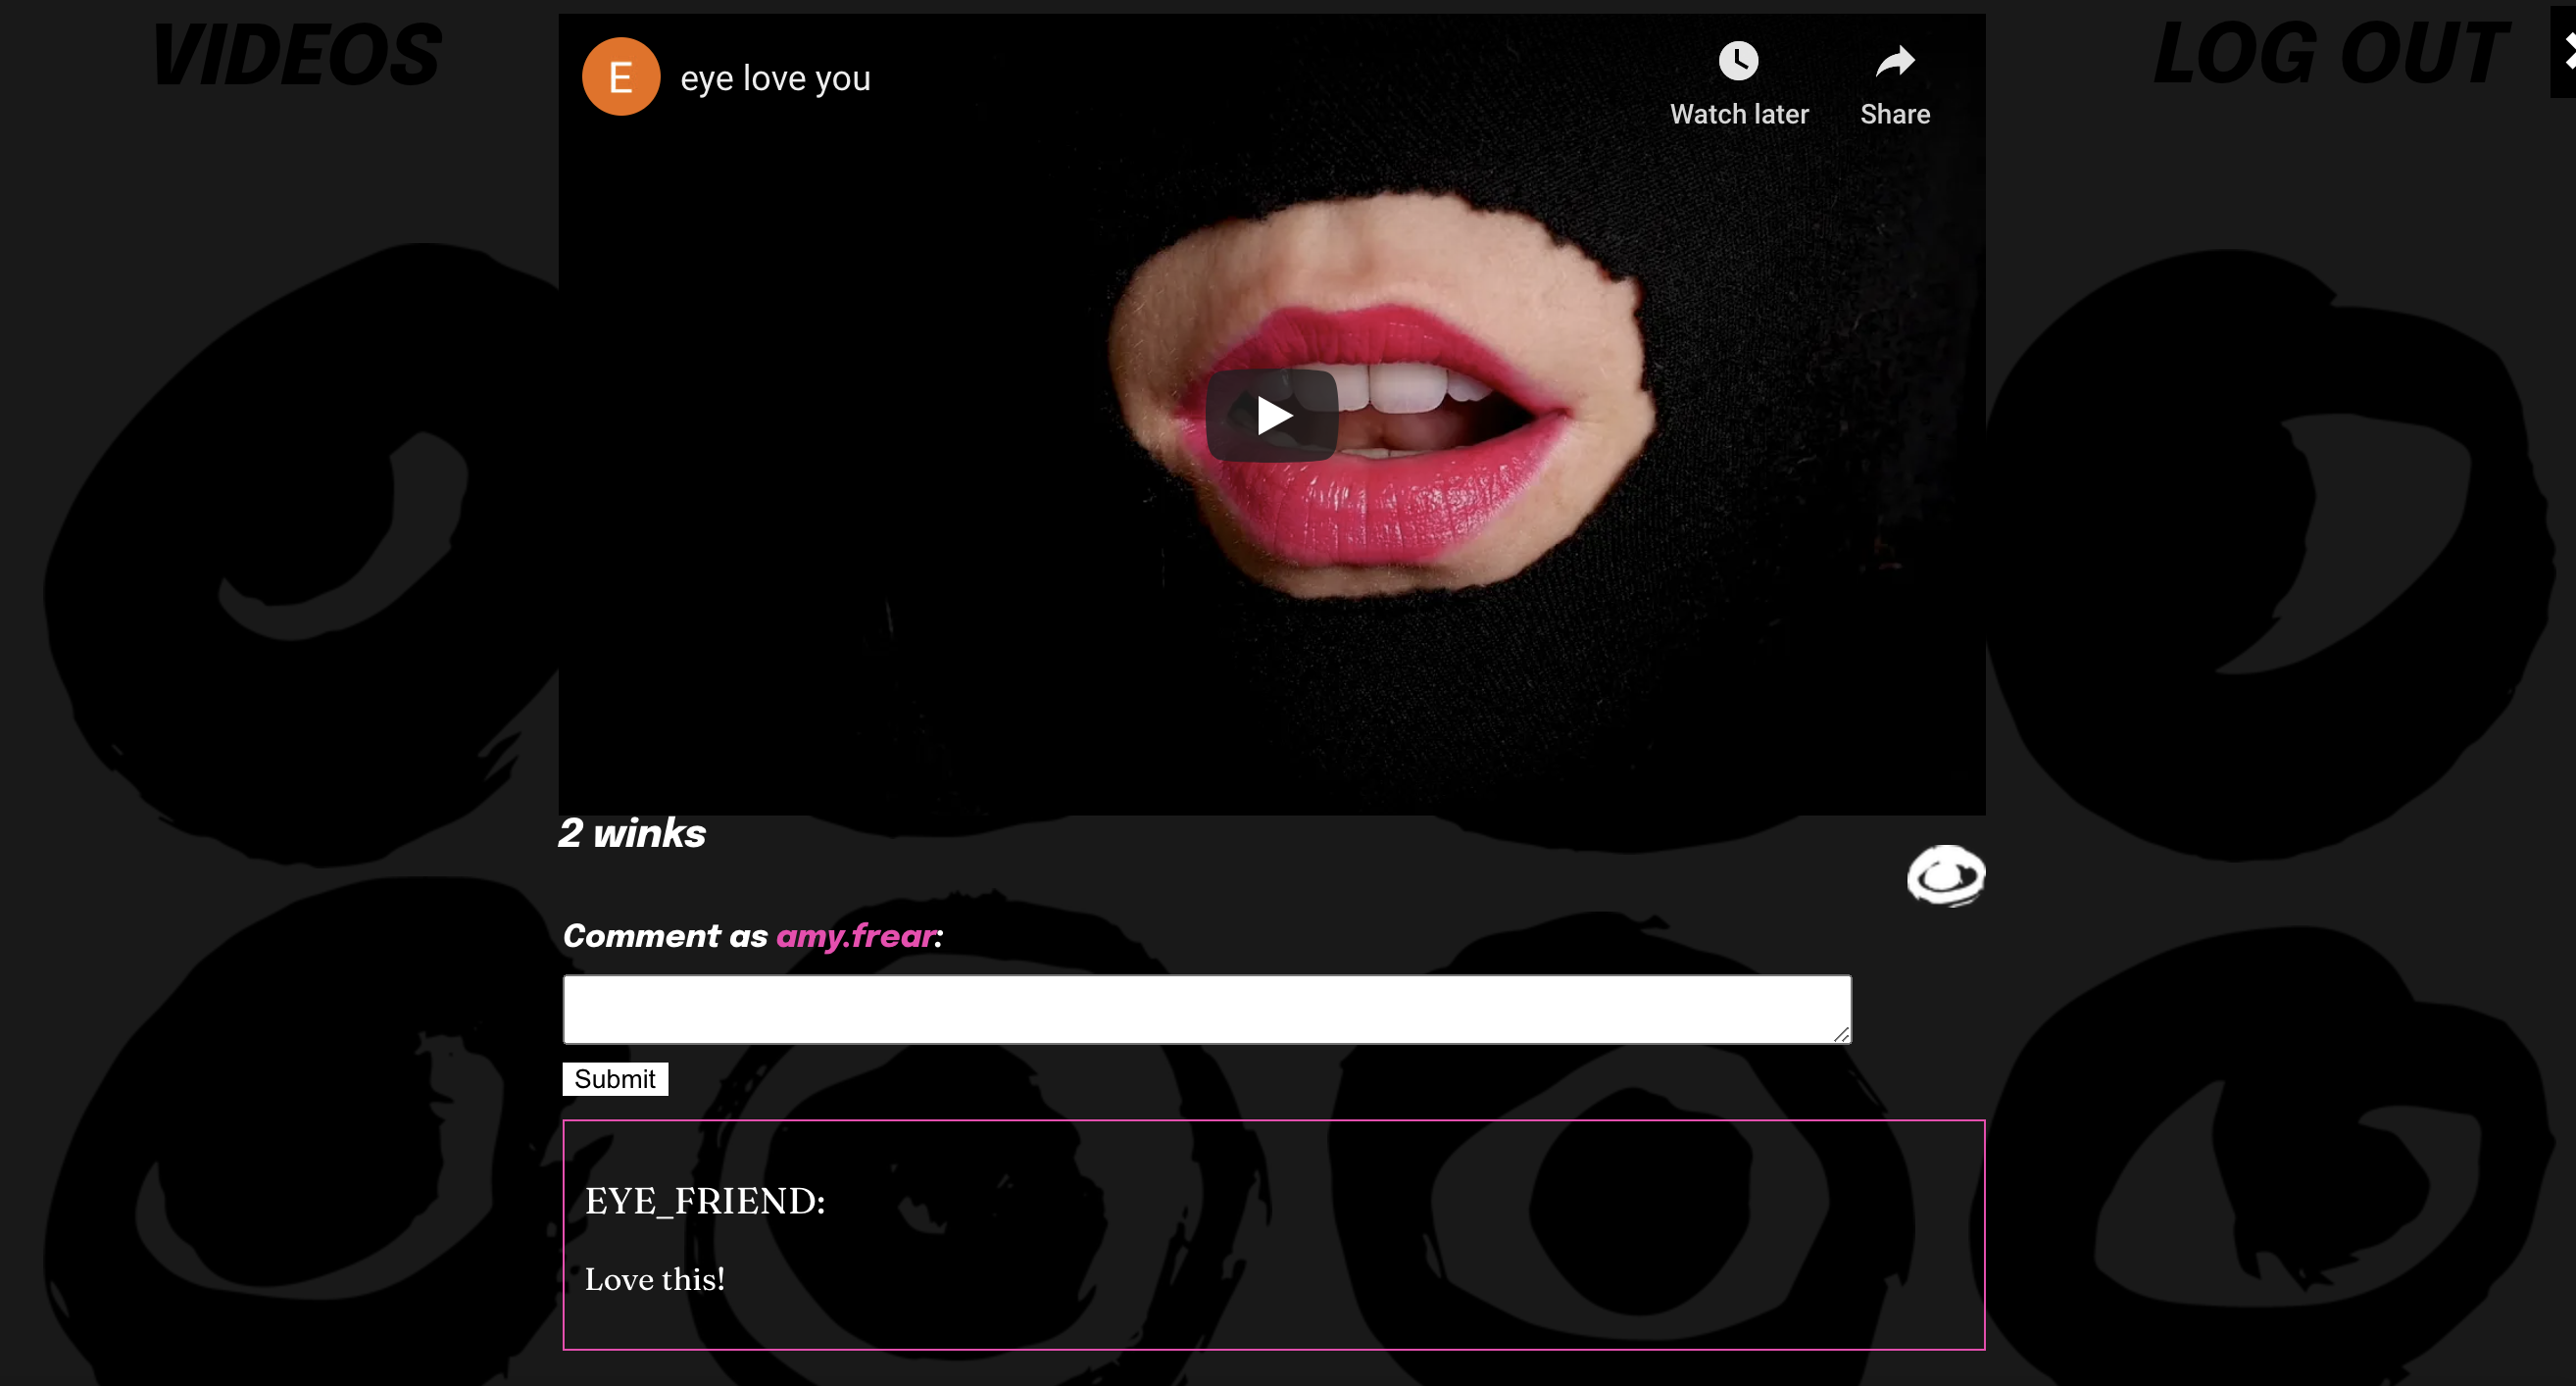 VIDEOS
LOG OUT
E
eye love you
Watch later
Share
2 winks
Comment as amy.frear:
Submit
EYE_FRIEND:
Love this!